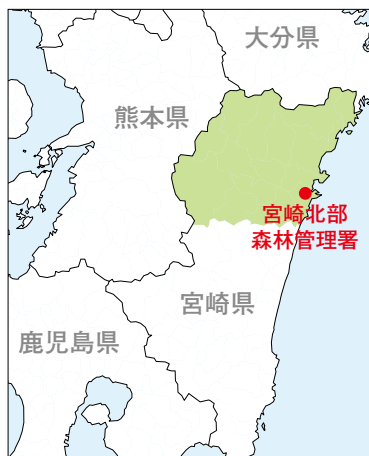 大分県
熊本県
宮崎北部
森林管理署
宮崎県
鹿児島県